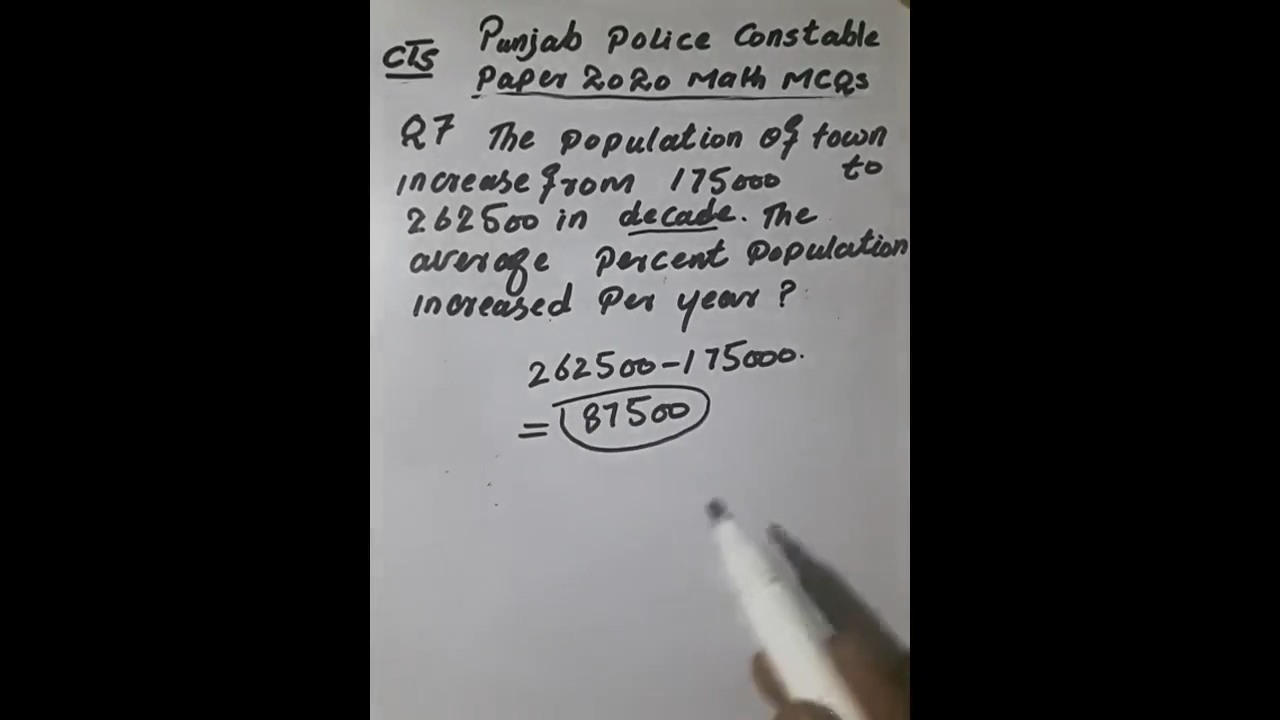 CTS Punjab Police Constable
Paper 2020 Math MCQs
Q7 The Population of town
increase from 175000 to
262500 in decade. The
average Percent Population
increased Per year?
262500-175000.
= 87500